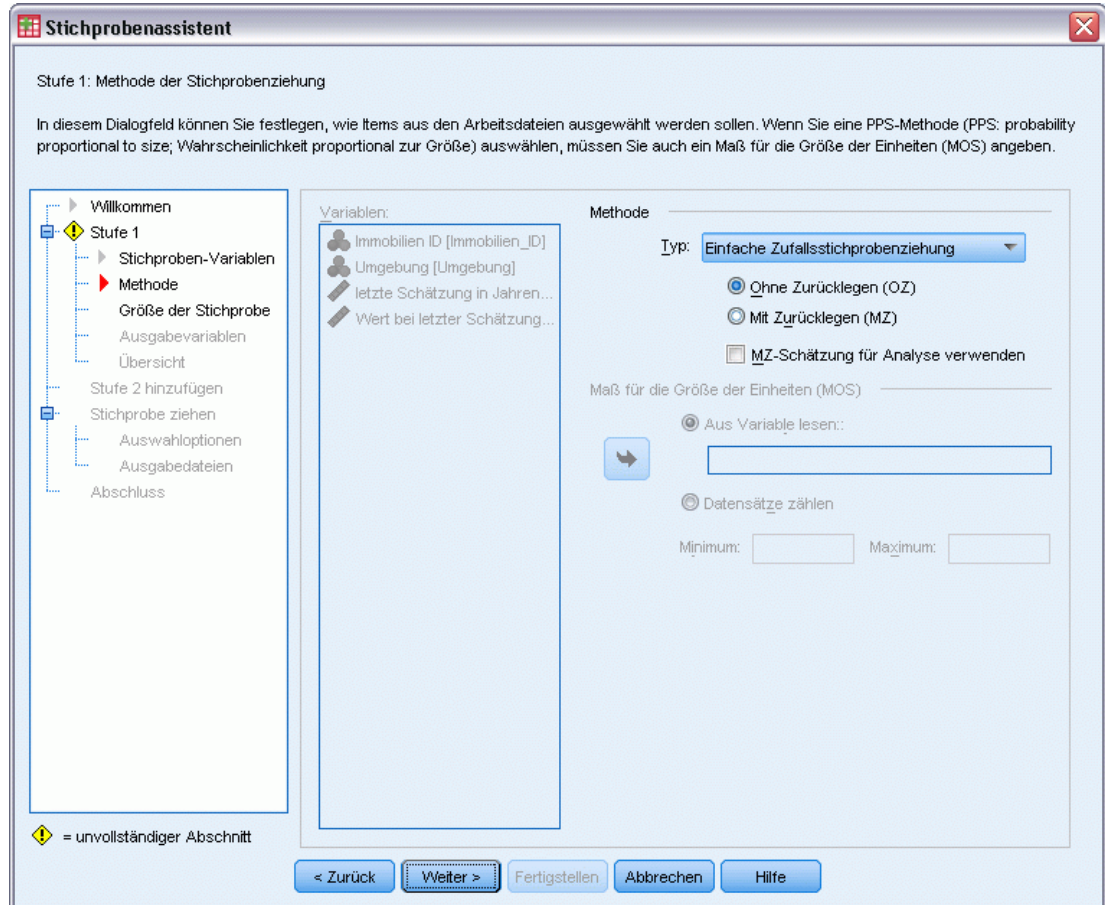 Stichprobenassistent
Stufe 1: Methode der Stichprobenziehung
In diesem Dialogfeld können Sie festlegen, wie Items aus den Arbeitsdateien ausgewählt werden sollen. Wenn Sie eine PPS-Methode (PPS: probability
proportional to size; Wahrscheinlichkeit proportional zur Größe) auswählen, müssen Sie auch ein Maß für die Größe der Einheiten (MOS) angeben.
Willkommen
Stufe 1
Stichproben-Variablen
Methode
Größe der Stichprobe
Ausgabevariablen
Übersicht
Stufe 2 hinzufügen
Stichprobe ziehen
Auswahloptionen
Ausgabedateien
Abschluss
! = unvollständiger Abschnitt
Variablen:
Immobilien ID [Immobilien_ID]
Umgebung [Umgebung]
letzte Schätzung in Jahren...
Wert bei letzter Schätzung...
Methode
Typ: Einfache Zufallsstichprobenziehung
Ohne Zurücklegen (OZ)
Mit Zurücklegen (MZ)
MZ-Schätzung für Analyse verwenden
Maß für die Größe der Einheiten (MOS)
Aus Variable lesen::
Datensätze zählen
Minimum: Maximum:
< Zurück Weiter > Fertigstellen Abbrechen Hilfe